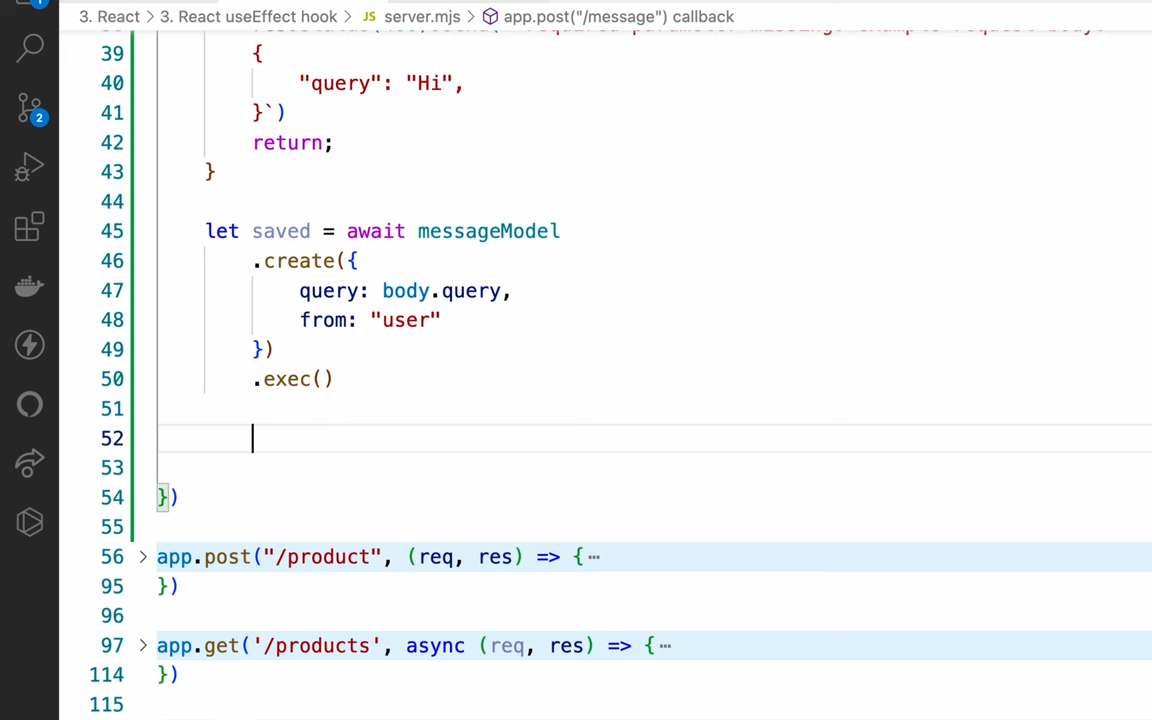 1
3. React > 3. React useEffect hook > JS server.mjs > app.post("/message") callback
39 {
40 "query": "Hi",
41 }`)
42 return;
43 }
44
45 let saved = await messageModel
46 .create({
47 query: body.query,
48 from: "user"
49 })
50 .exec()
51
52
53
54 })
55
56 > app.post("/product", (req, res) => {…
95 })
96
97 > app.get('/products', async (req, res) => {…
114 })
115
2